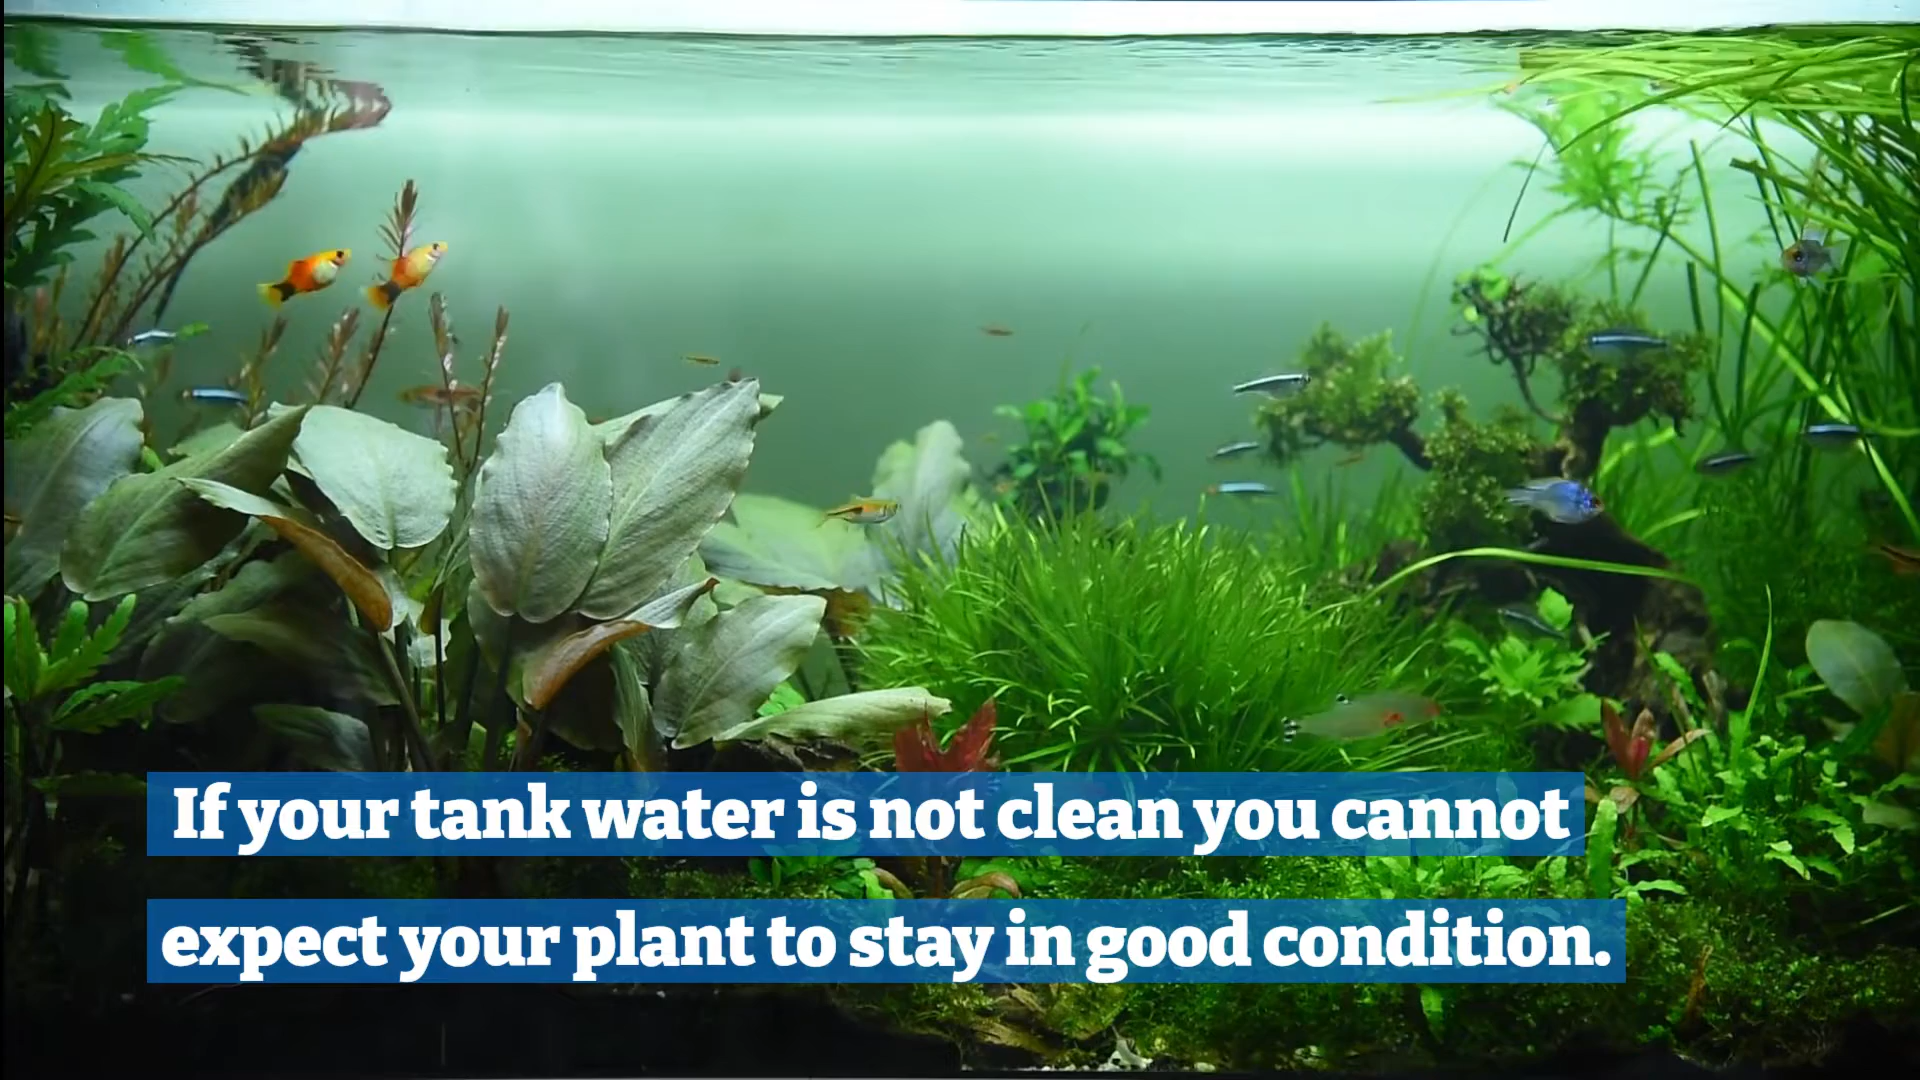 If your tank water is not clean you cannot
expect your plant to stay in good condition.